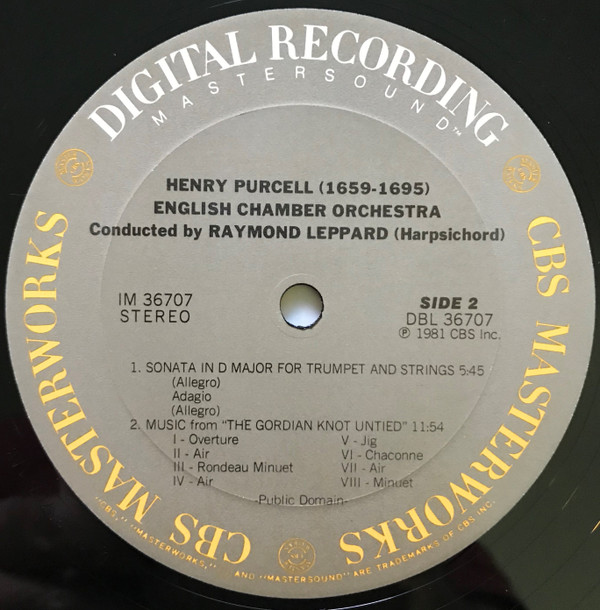 DIGITAL RECORDING
MASTERSOUND™
HENRY PURCELL (1659-1695)
ENGLISH CHAMBER ORCHESTRA
Conducted by RAYMOND LEPPARD (Harpsichord)
IM 36707
STEREO
SIDE 2
DBL 36707
℗ 1981 CBS Inc.
1. SONATA IN D MAJOR FOR TRUMPET AND STRINGS 5:45
(Allegro)
Adagio
(Allegro)
2. MUSIC from "THE GORDIAN KNOT UNTIED" 11:54
I - Overture
II - Air
III - Rondeau Minuet
IV - Air
V - Jig
VI - Chaconne
VII - Air
VIII - Minuet
-Public Domain-
CBS MASTERWORKS
CBS MASTERWORKS
"CBS," "MASTERWORKS," AND "MASTERSOUND" ARE TRADEMARKS OF CBS INC.